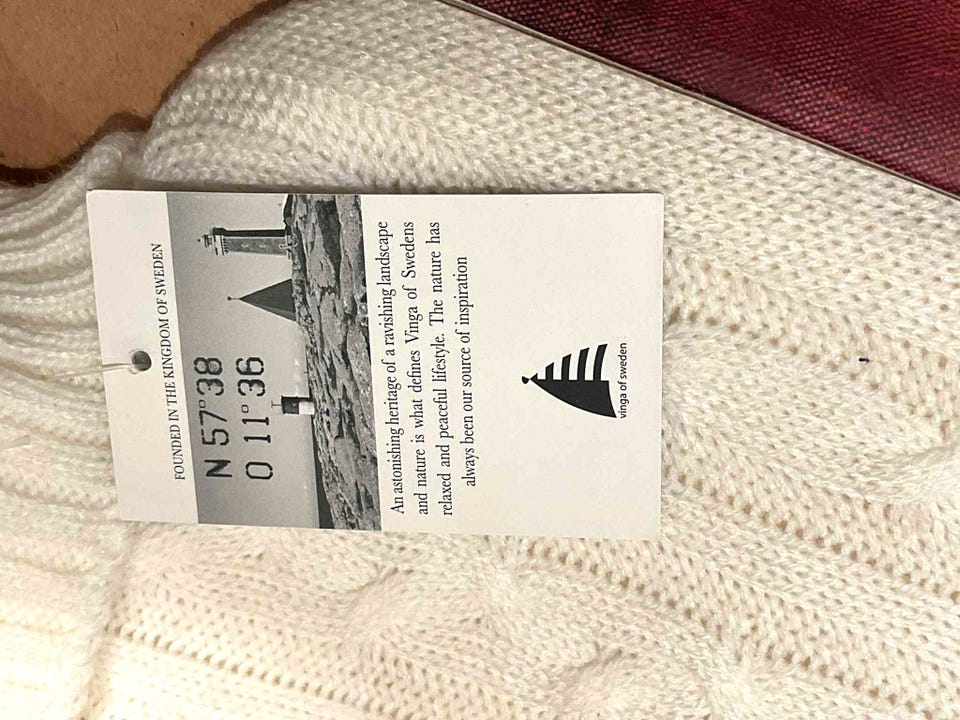 FOUNDED IN THE KINGDOM OF SWEDEN
N 57°38
O 11°36
An astonishing heritage of a ravishing landscape
and nature is what defines Vinga of Swedens
relaxed and peaceful lifestyle. The nature has
always been our source of inspiration
vinga of sweden